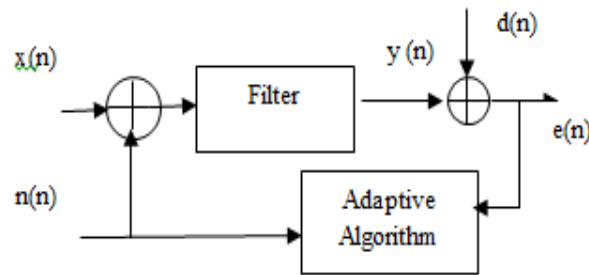 d(n)
x(n)
y (n)
Filter
e(n)
n(n)
Adaptive
Algorithm